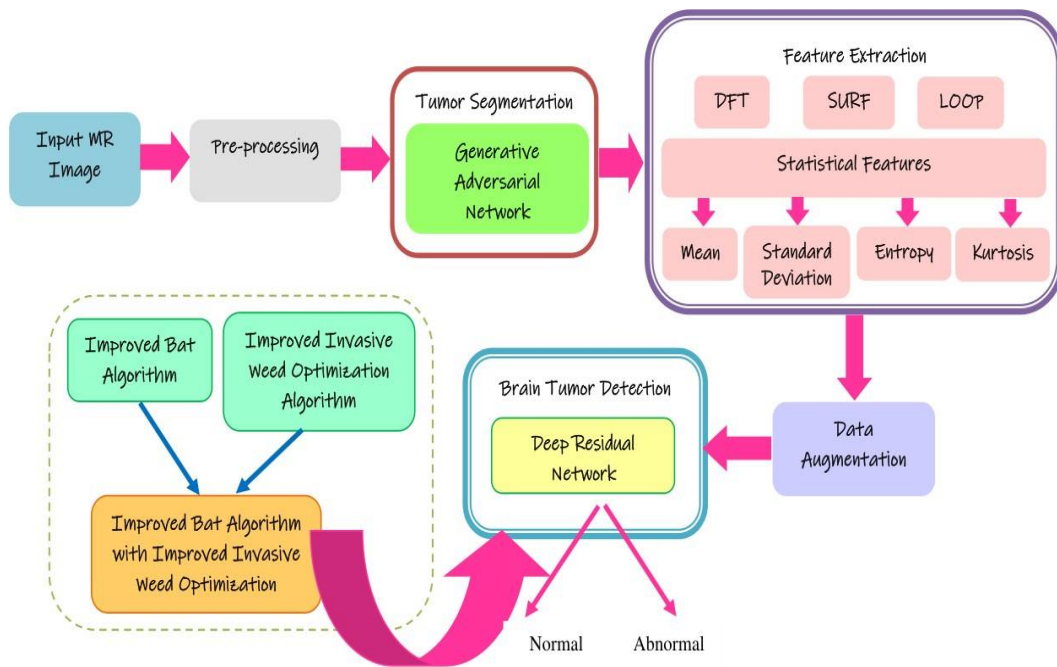 Input MR
Image
Pre-processing
Tumor Segmentation
Generative
Adversarial
Network
Feature Extraction
DFT
SURF
LOOP
Statistical Features
Mean
Standard
Deviation
Entropy
Kurtosis
Data
Augmentation
Brain Tumor Detection
Deep Residual
Network
Normal
Abnormal
Improved Bat
Algorithm
Improved Invasive
Weed Optimization
Algorithm
Improved Bat Algorithm
with Improved Invasive
Weed Optimization